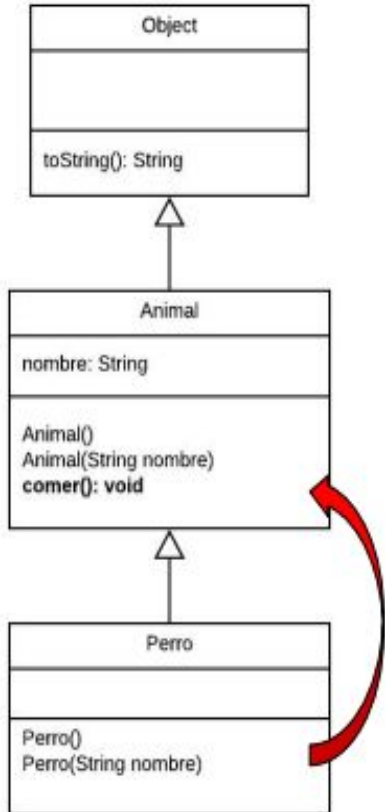 Object
toString(): String
Animal
nombre: String
Animal()
Animal(String nombre)
comer(): void
Perro
Perro()
Perro(String nombre)